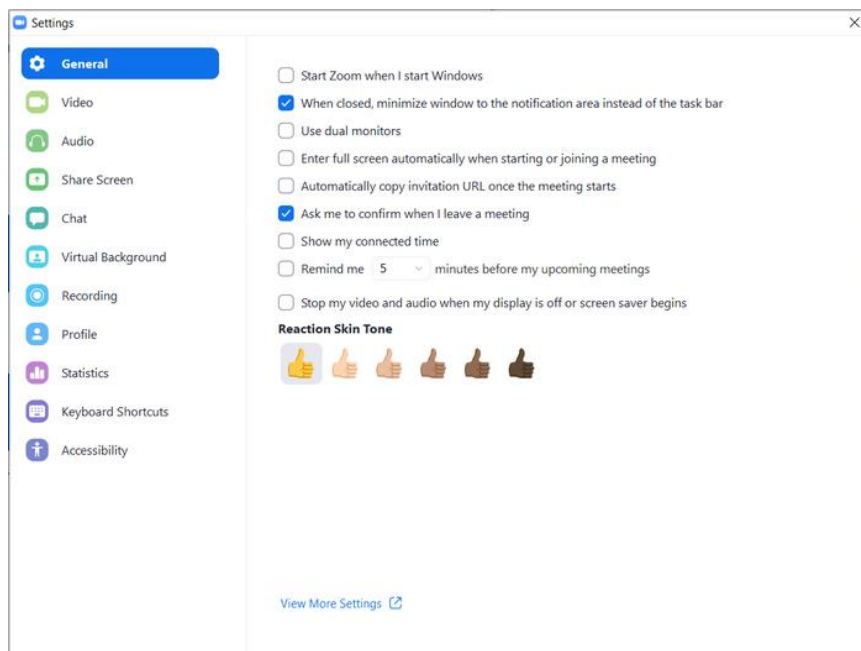 Settings
General
Video
Audio
Share Screen
Chat
Virtual Background
Recording
Profile
Statistics
Keyboard Shortcuts
Accessibility
Start Zoom when I start Windows
When closed, minimize window to the notification area instead of the task bar
Use dual monitors
Enter full screen automatically when starting or joining a meeting
Automatically copy invitation URL once the meeting starts
Ask me to confirm when I leave a meeting
Show my connected time
Remind me 5 minutes before my upcoming meetings
Stop my video and audio when my display is off or screen saver begins
Reaction Skin Tone
View More Settings